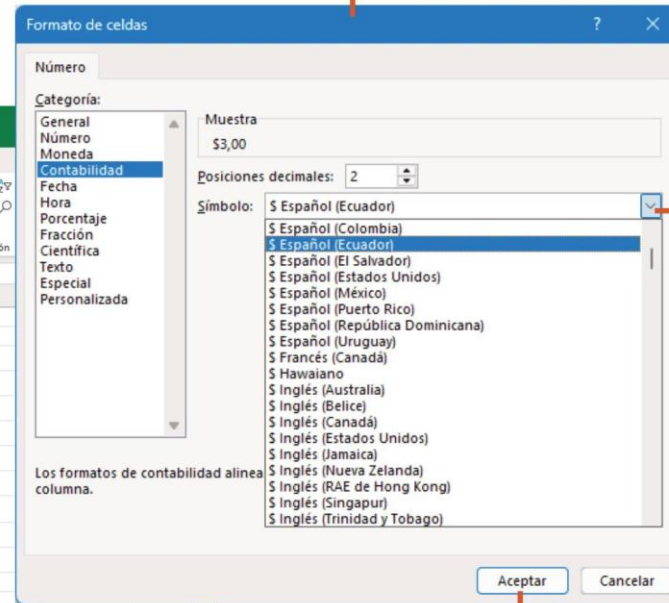 Formato de celdas
?
Número
Categoría:
General
Número
Moneda
Contabilidad
Fecha
Hora
Porcentaje
Fracción
Científica
Texto
Especial
Personalizada
Muestra
$3,00
Posiciones decimales: 2
Símbolo: $ Español (Ecuador)
$ Español (Colombia)
$ Español (Ecuador)
$ Español (El Salvador)
$ Español (Estados Unidos)
$ Español (México)
$ Español (Puerto Rico)
$ Español (República Dominicana)
$ Español (Uruguay)
$ Francés (Canadá)
$ Hawaiano
$ Inglés (Australia)
$ Inglés (Belice)
$ Inglés (Canadá)
$ Inglés (Estados Unidos)
$ Inglés (Jamaica)
$ Inglés (Nueva Zelanda)
$ Inglés (RAE de Hong Kong)
$ Inglés (Singapur)
$ Inglés (Trinidad y Tobago)
Los formatos de contabilidad alinea
columna.
Aceptar
Cancelar